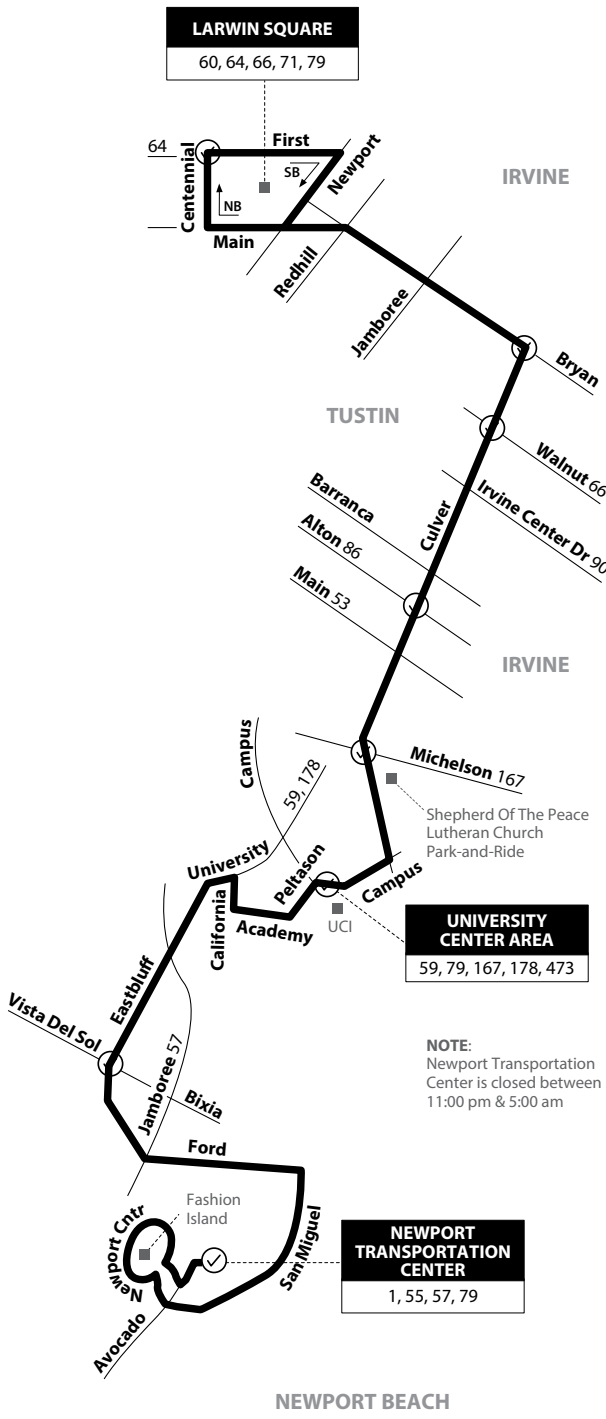 LARWIN SQUARE
60, 64, 66, 71, 79
64
First
Newport
SB
NB
Centennial
Main
Redhill
IRVINE
Jamboree
Bryan
TUSTIN
Walnut 66
Irvine Center Dr 90
Culver
Barranca
Alton 86
Main 53
IRVINE
Campus
Michelson 167
59, 178
Shepherd Of The Peace
Lutheran Church
Park-and-Ride
University
Peltason
Campus
California
Academy
UCI
UNIVERSITY
CENTER AREA
59, 79, 167, 178, 473
Eastbluff
Vista Del Sol
Jamboree 57
Bixia
NOTE:
Newport Transportation
Center is closed between
11:00 pm & 5:00 am
Ford
Fashion
Island
Newport Cntr
San Miguel
NEWPORT
TRANSPORTATION
CENTER
1, 55, 57, 79
Avocado
NEWPORT BEACH